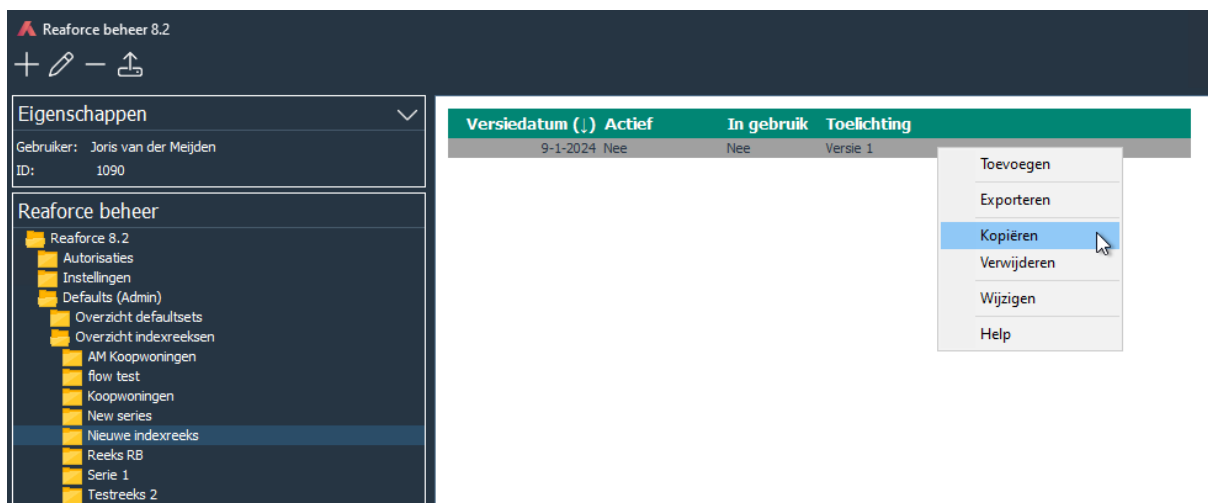 Reaforce beheer 8.2
Eigenschappen
Gebruiker: Joris van der Meijden
ID: 1090
Reaforce beheer
Reaforce 8.2
Autorisaties
Instellingen
Defaults (Admin)
Overzicht defaultsets
Overzicht indexreeksen
AM Koopwoningen
flow test
Koopwoningen
New series
Nieuwe indexreeks
Reeks RB
Serie 1
Testreeks 2
Versiedatum (↓) Actief In gebruik Toelichting
9-1-2024 Nee Nee Versie 1
Toevoegen
Exporteren
Kopiëren
Verwijderen
Wijzigen
Help